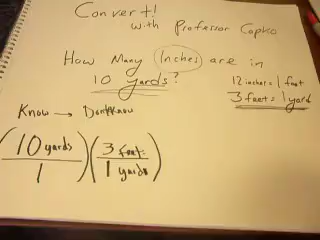 Convert!
with Professor Copko
How Many Inches are in
10 yards?
12 inches = 1 foot
3 feet = 1 yard
Know → Don't Know
(10 yards / 1) (3 feet / 1 yards)